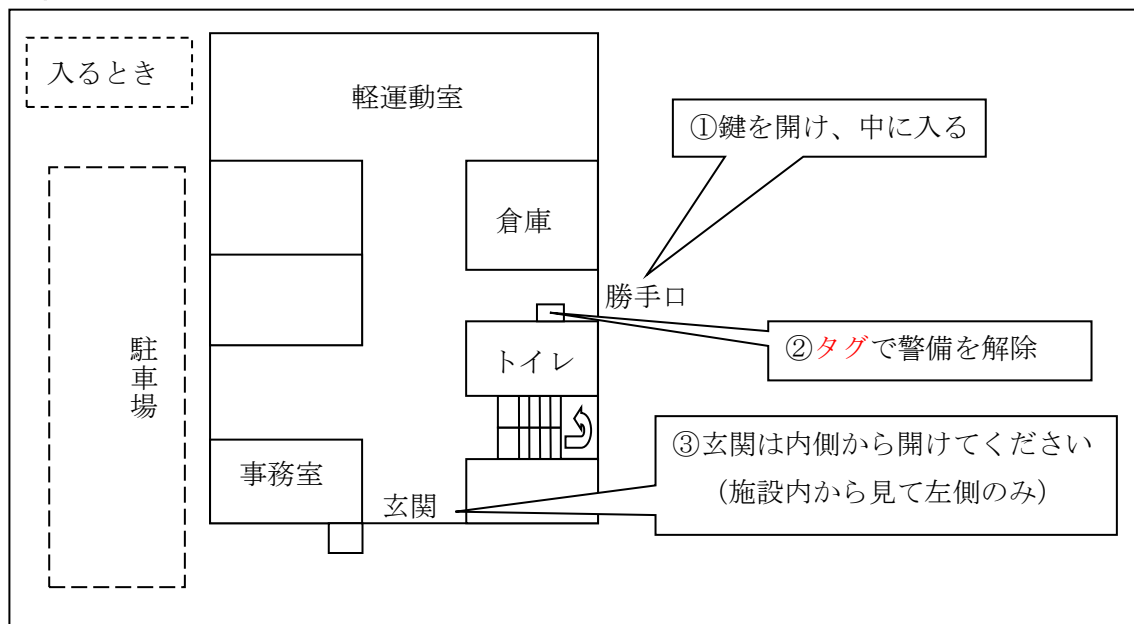 入るとき
軽運動室
①鍵を開け、中に入る
倉庫
勝手口
②タグで警備を解除
トイレ
駐車場
③玄関は内側から開けてください
(施設内から見て左側のみ)
事務室
玄関